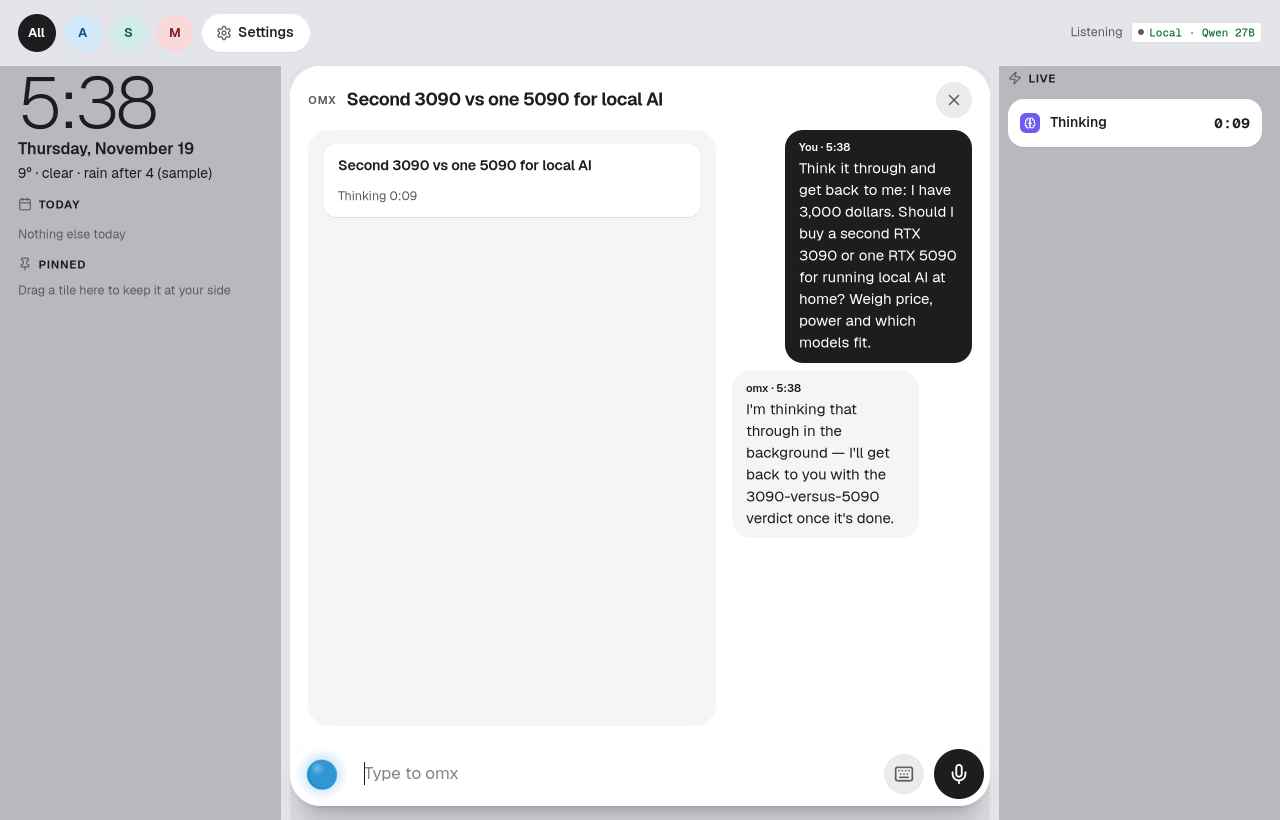 All
A
S
M
Settings
Listening
Local · Qwen 27B
5:38
Thursday, November 19
9° · clear · rain after 4 (sample)
TODAY
Nothing else today
PINNED
Drag a tile here to keep it at your side
OMX
Second 3090 vs one 5090 for local AI
Second 3090 vs one 5090 for local AI
Thinking 0:09
You · 5:38
Think it through and
get back to me: I have
3,000 dollars. Should I
buy a second RTX
3090 or one RTX 5090
for running local AI at
home? Weigh price,
power and which
models fit.
omx · 5:38
I'm thinking that
through in the
background — I'll get
back to you with the
3090-versus-5090
verdict once it's done.
Type to omx
LIVE
Thinking
0:09